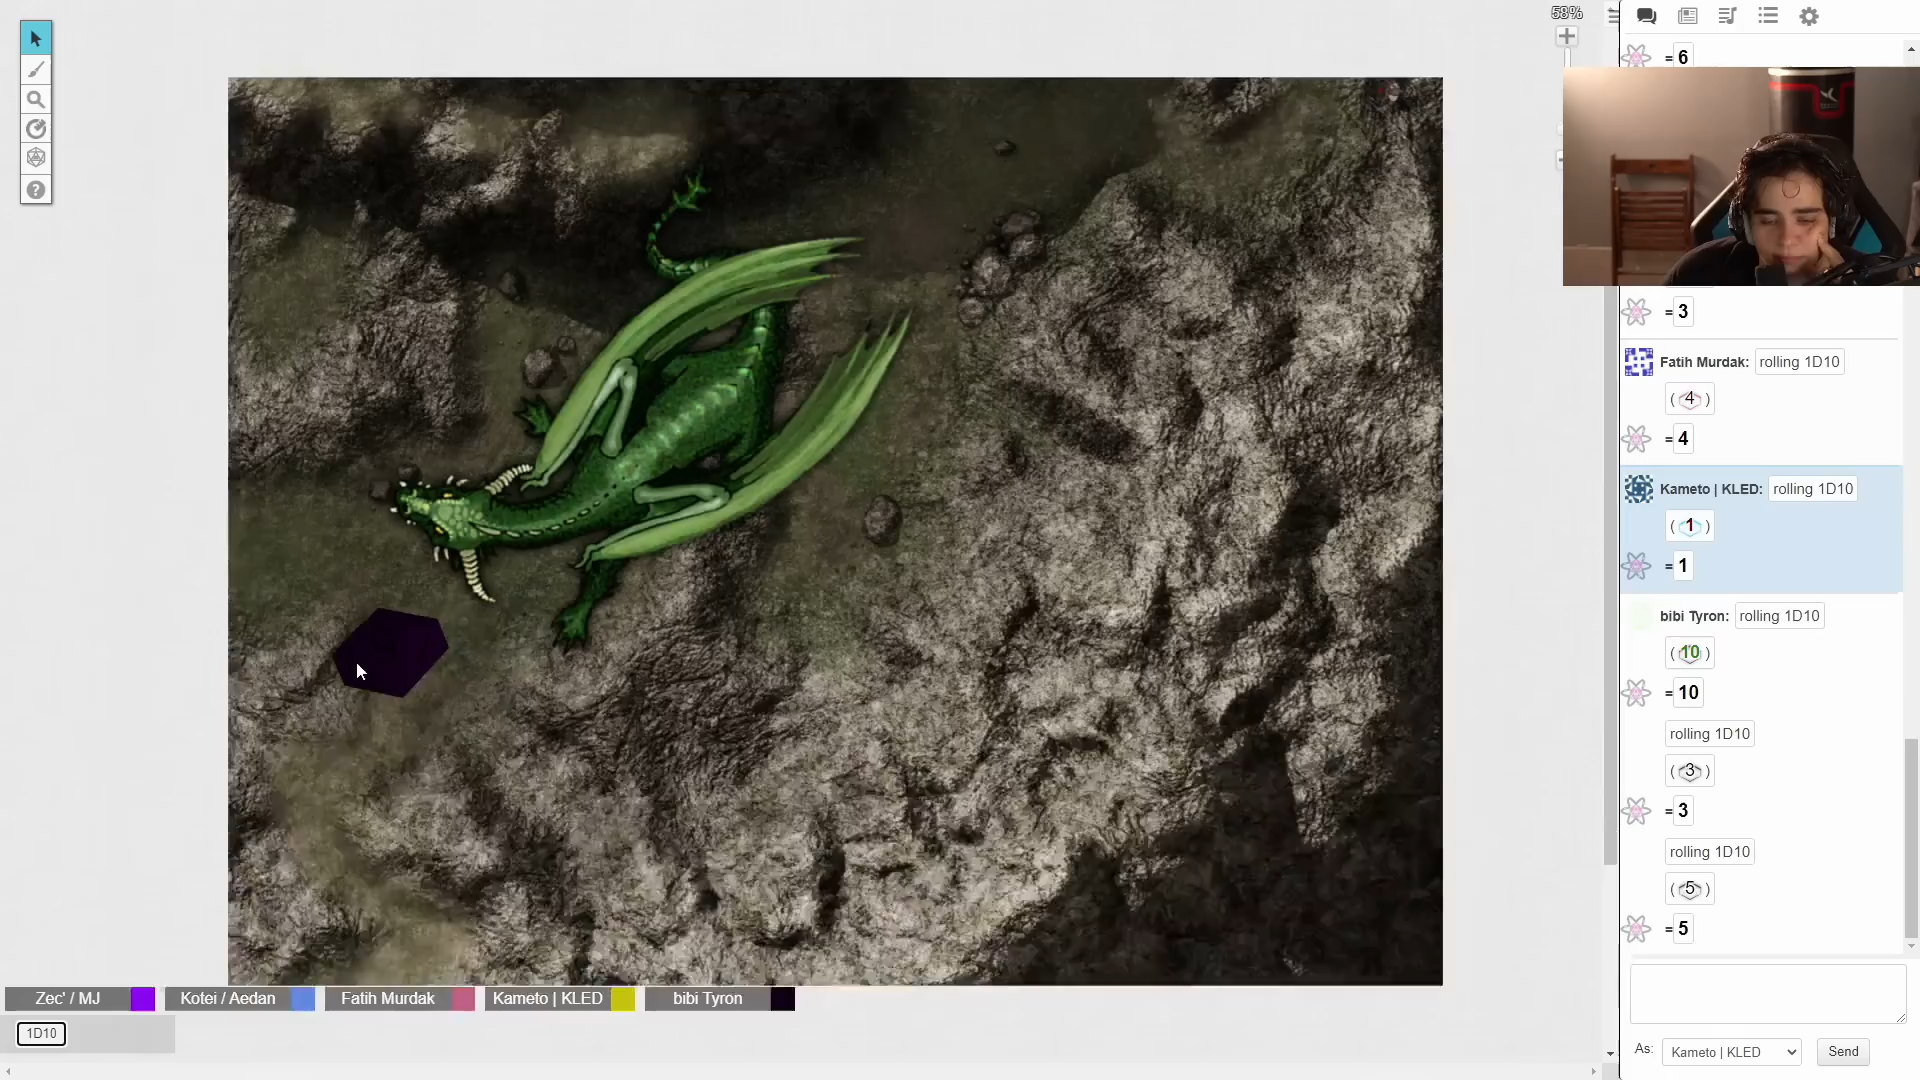 58%
= 6
= 3
Fatih Murdak: rolling 1D10
( 4 )
= 4
Kameto | KLED: rolling 1D10
( 1 )
= 1
bibi Tyron: rolling 1D10
( 10 )
= 10
rolling 1D10
( 3 )
= 3
rolling 1D10
( 5 )
= 5
Zec' / MJ
Kotei / Aedan
Fatih Murdak
Kameto | KLED
bibi Tyron
1D10
As: Kameto | KLED
Send